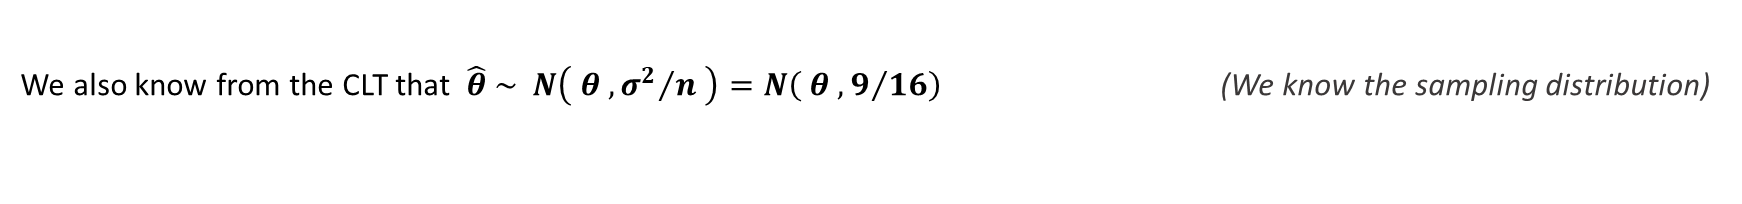 We also know from the CLT that θ̂ ~ N( θ , σ²/n ) = N( θ , 9/16) (We know the sampling distribution)